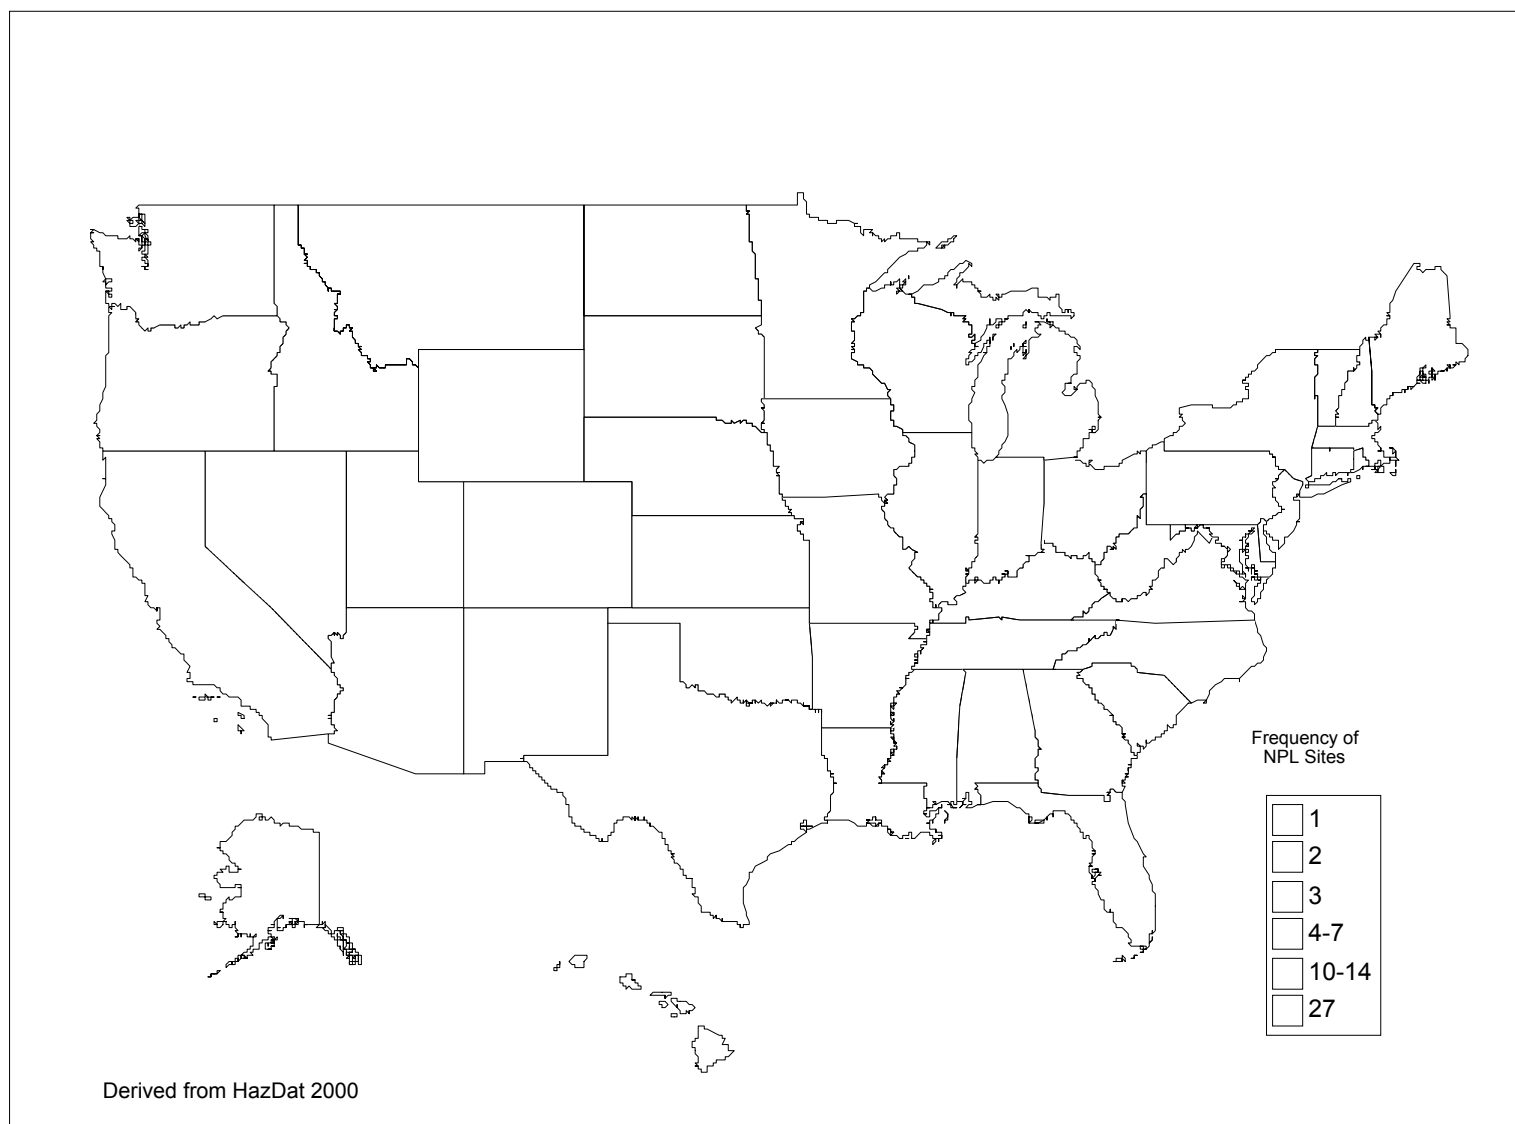 Frequency of
NPL Sites
1
2
3
4-7
10-14
27
Derived from HazDat 2000